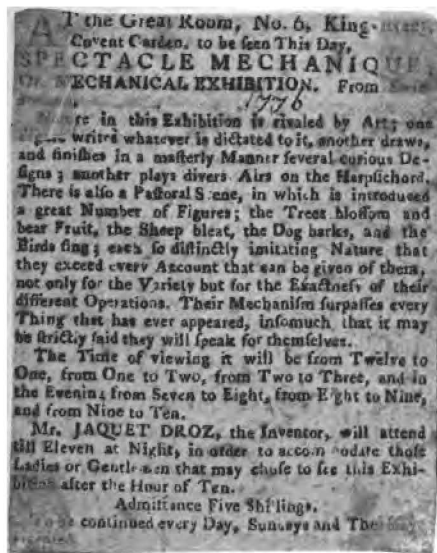 AT the Great Room, No. 6, King-street,
Covent Garden, to be seen This Day,
SPECTACLE MECHANIQUE,
Or, MECHANICAL EXHIBITION. From
1776
Nature in this Exhibition is rivaled by Art; one
Figure writes whatever is dictated to it, another draws,
and finiſhes in a maſterly Manner ſeveral curious De-
ſigns; another plays divers Airs on the Harpſichord.
There is alſo a Paſtoral Scene, in which is introduced
a great Number of Figures; the Trees bloſſom and
bear Fruit, the Sheep bleat, the Dog barks, and the
Birds ſing; each ſo diſtinctly imitating Nature that
they exceed every Account that can be given of them,
not only for the Variety but for the Exactneſs of their
different Operations. Their Mechaniſm ſurpaſſes every
Thing that has ever appeared, inſomuch that it may
be ſtrictly ſaid they will ſpeak for themſelves.
The Time of viewing it will be from Twelve to
One, from One to Two, from Two to Three, and in
the Evening from Seven to Eight, from Eight to Nine,
and from Nine to Ten.
Mr. JAQUET DROZ, the Inventor, will attend
till Eleven at Night, in order to accommodate thoſe
Ladies or Gentlemen that may chuſe to ſee this Exhi-
bition after the Hour of Ten.
Admittance Five Shillings.
To be continued every Day, Sundays and
excepted.